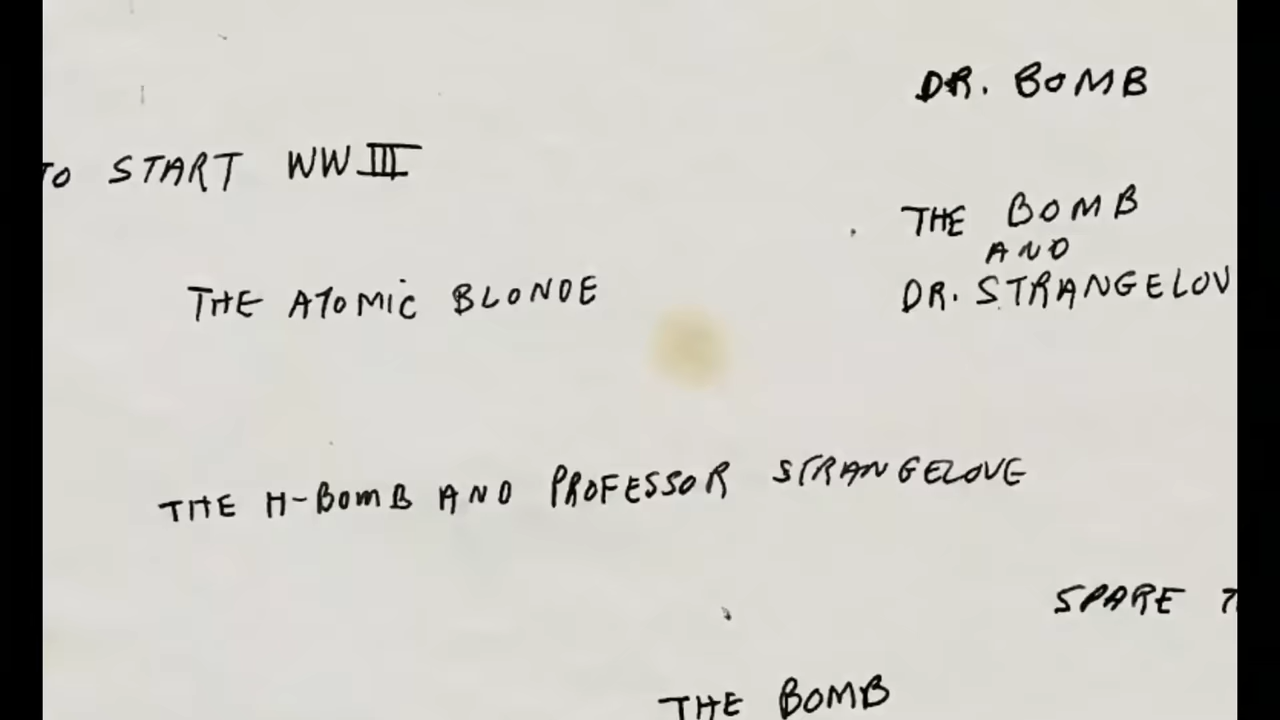 DR. BOMB
TO START WW III
THE BOMB
AND
DR. STRANGELOV
THE ATOMIC BLONDE
THE H-BOMB AND PROFESSOR STRANGELOVE
SPARE
THE BOMB